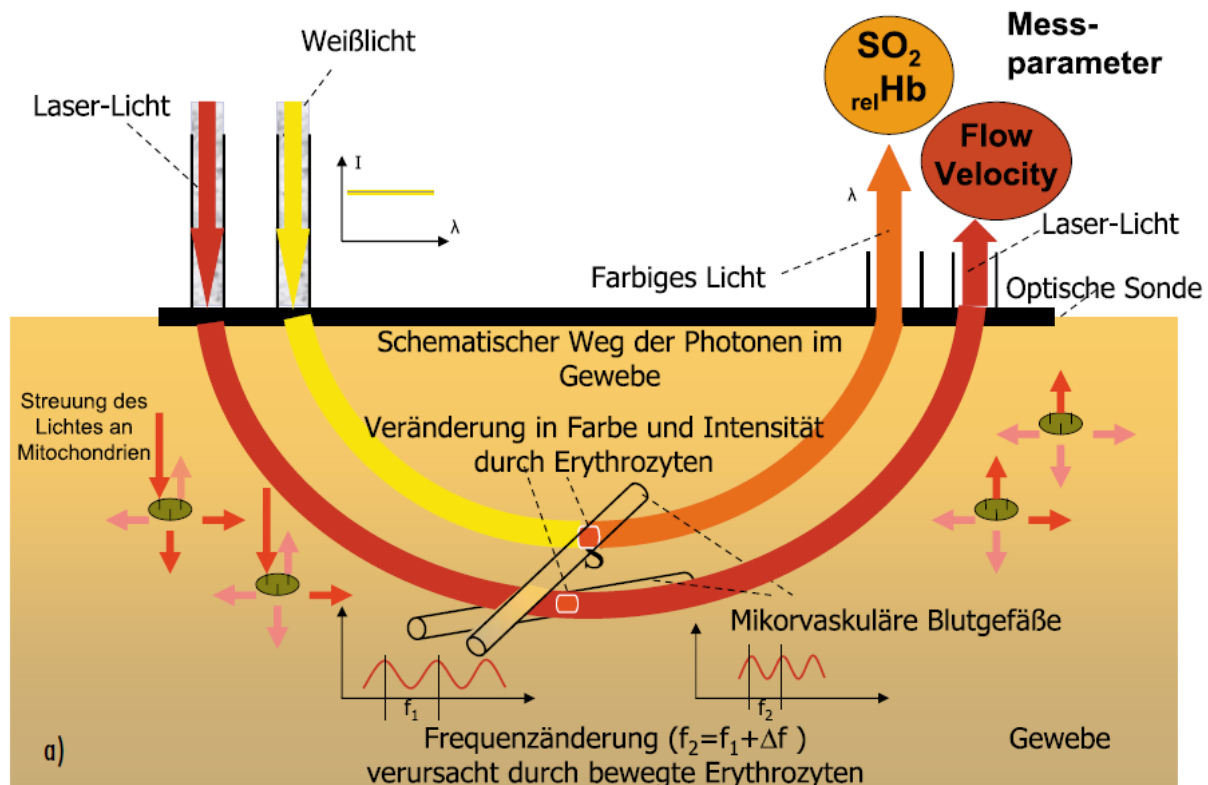 Weißlicht
Laser-Licht
I
λ
SO2
relHb
Mess-
parameter
Flow
Velocity
λ
Laser-Licht
Farbiges Licht
Optische Sonde
Schematischer Weg der Photonen im
Gewebe
Streuung des
Lichtes an
Mitochondrien
Veränderung in Farbe und Intensität
durch Erythrozyten
Mikorvaskuläre Blutgefäße
f1
f2
Frequenzänderung (f2=f1+Δf )
verursacht durch bewegte Erythrozyten
Gewebe
a)